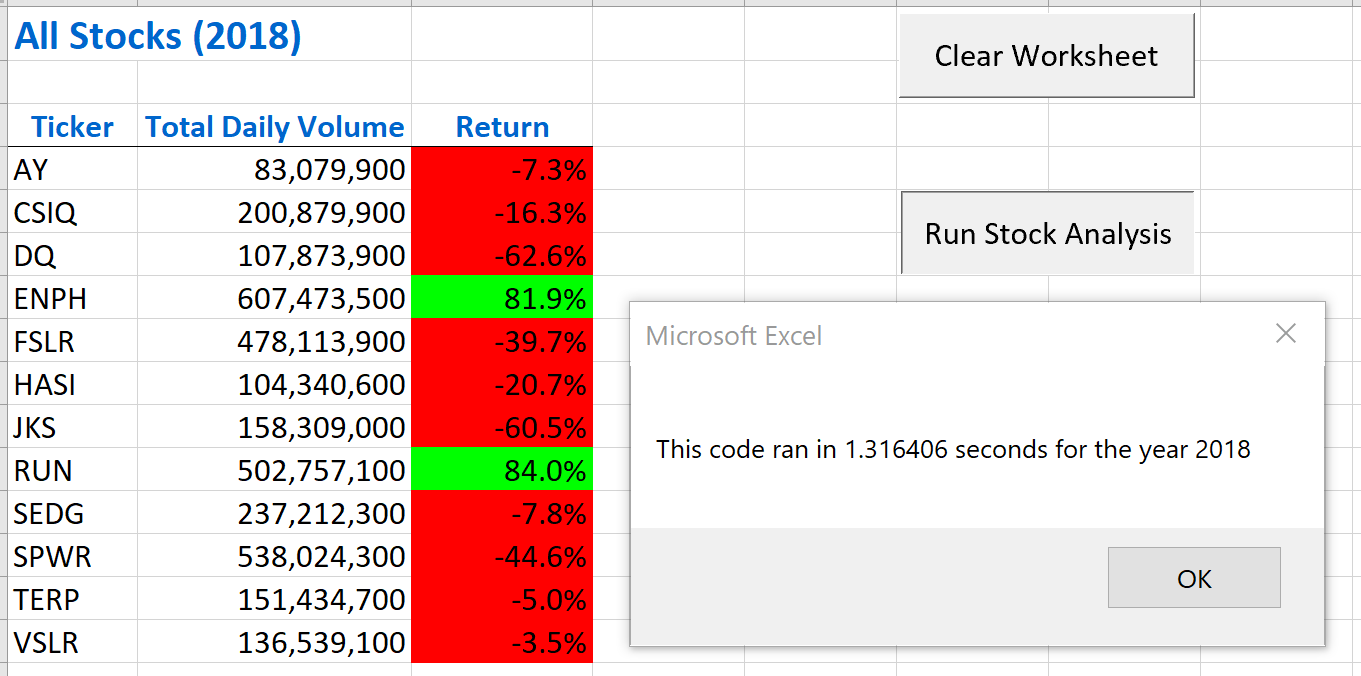 All Stocks (2018)
Clear Worksheet
Ticker Total Daily Volume Return
AY 83,079,900 -7.3%
CSIQ 200,879,900 -16.3%
Run Stock Analysis
DQ 107,873,900 -62.6%
ENPH 607,473,500 81.9%
FSLR 478,113,900 -39.7%
HASI 104,340,600 -20.7%
JKS 158,309,000 -60.5%
RUN 502,757,100 84.0%
SEDG 237,212,300 -7.8%
SPWR 538,024,300 -44.6%
TERP 151,434,700 -5.0%
VSLR 136,539,100 -3.5%
Microsoft Excel
This code ran in 1.316406 seconds for the year 2018
OK